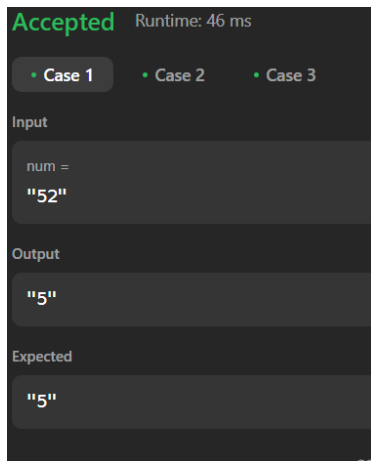 Accepted Runtime: 46 ms
• Case 1 • Case 2 • Case 3
Input
num =
"52"
Output
"5"
Expected
"5"